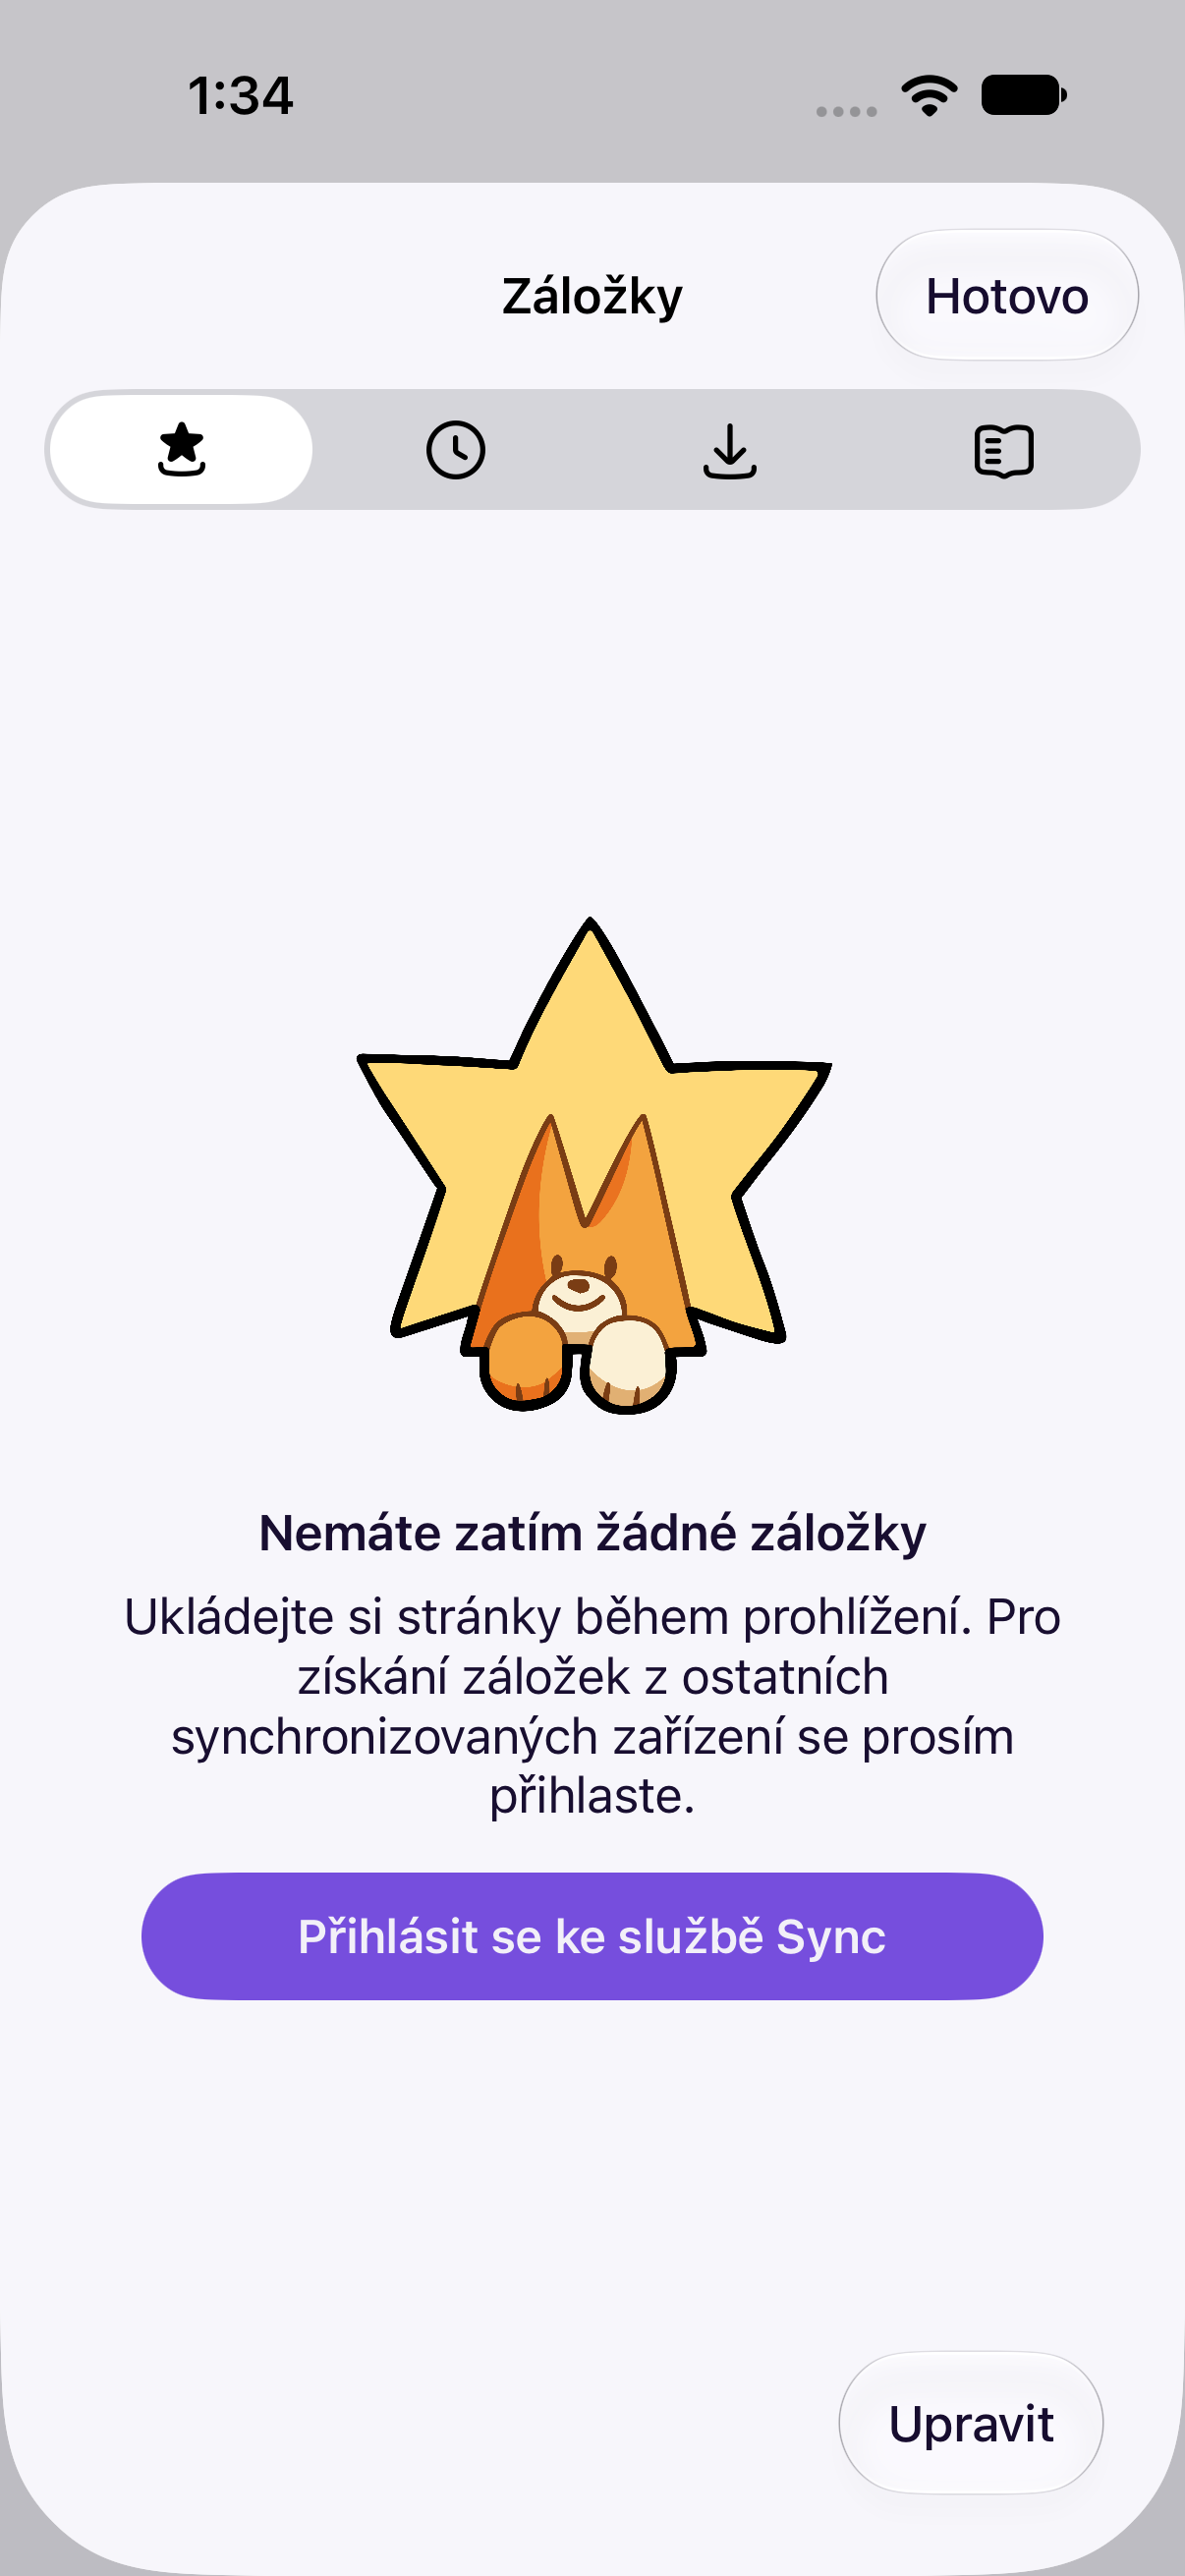 1:34
Záložky
Hotovo
Nemáte zatím žádné záložky
Ukládejte si stránky během prohlížení. Pro
získání záložek z ostatních
synchronizovaných zařízení se prosím
přihlaste.
Přihlásit se ke službě Sync
Upravit